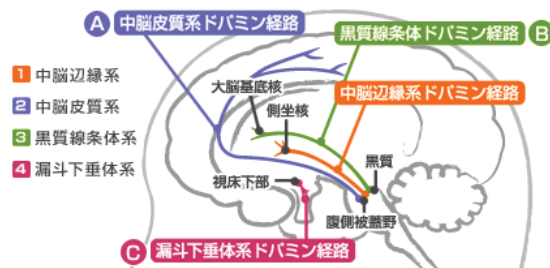 A 中脳皮質系ドパミン経路
黒質線条体ドパミン経路 B
1 中脳辺縁系
2 中脳皮質系
3 黒質線条体系
4 漏斗下垂体系
大脳基底核
側坐核
中脳辺縁系ドパミン経路
視床下部
黒質
腹側被蓋野
C 漏斗下垂体系ドパミン経路